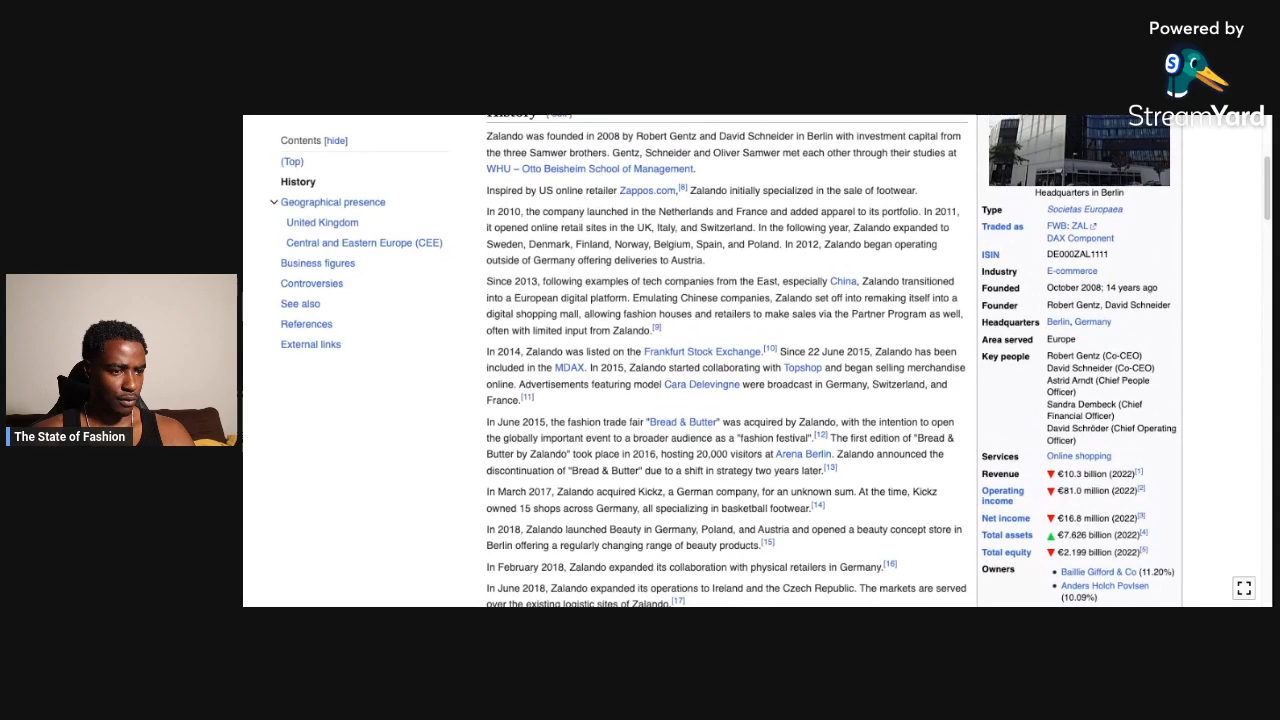 Powered by
StreamYard
Contents [hide]
(Top)
History
Geographical presence
United Kingdom
Central and Eastern Europe (CEE)
Business figures
Controversies
See also
References
External links
The State of Fashion
History
Zalando was founded in 2008 by Robert Gentz and David Schneider in Berlin with investment capital from
the three Samwer brothers. Gentz, Schneider and Oliver Samwer met each other through their studies at
WHU – Otto Beisheim School of Management.
Inspired by US online retailer Zappos.com,[8] Zalando initially specialized in the sale of footwear.
In 2010, the company launched in the Netherlands and France and added apparel to its portfolio. In 2011,
it opened online retail sites in the UK, Italy, and Switzerland. In the following year, Zalando expanded to
Sweden, Denmark, Finland, Norway, Belgium, Spain, and Poland. In 2012, Zalando began operating
outside of Germany offering deliveries to Austria.
Since 2013, following examples of tech companies from the East, especially China, Zalando transitioned
into a European digital platform. Emulating Chinese companies, Zalando set off into remaking itself into a
digital shopping mall, allowing fashion houses and retailers to make sales via the Partner Program as well,
often with limited input from Zalando.[9]
In 2014, Zalando was listed on the Frankfurt Stock Exchange.[10] Since 22 June 2015, Zalando has been
included in the MDAX. In 2015, Zalando started collaborating with Topshop and began selling merchandise
online. Advertisements featuring model Cara Delevingne were broadcast in Germany, Switzerland, and
France.[11]
In June 2015, the fashion trade fair "Bread & Butter" was acquired by Zalando, with the intention to open
the globally important event to a broader audience as a "fashion festival".[12] The first edition of "Bread &
Butter by Zalando" took place in 2016, hosting 20,000 visitors at Arena Berlin. Zalando announced the
discontinuation of "Bread & Butter" due to a shift in strategy two years later.[13]
In March 2017, Zalando acquired Kickz, a German company, for an unknown sum. At the time, Kickz
owned 15 shops across Germany, all specializing in basketball footwear.[14]
In 2018, Zalando launched Beauty in Germany, Poland, and Austria and opened a beauty concept store in
Berlin offering a regularly changing range of beauty products.[15]
In February 2018, Zalando expanded its collaboration with physical retailers in Germany.[16]
In June 2018, Zalando expanded its operations to Ireland and the Czech Republic. The markets are served
over the existing logistic sites of Zalando.[17]
Headquarters in Berlin
Type Societas Europaea
Traded as FWB: ZAL
DAX Component
ISIN DE000ZAL1111
Industry E-commerce
Founded October 2008; 14 years ago
Founder Robert Gentz, David Schneider
Headquarters Berlin, Germany
Area served Europe
Key people Robert Gentz (Co-CEO)
David Schneider (Co-CEO)
Astrid Arndt (Chief People
Officer)
Sandra Dembeck (Chief
Financial Officer)
David Schröder (Chief Operating
Officer)
Services Online shopping
Revenue ▼ €10.3 billion (2022)[1]
Operating ▼ €81.0 million (2022)[2]
income
Net income ▼ €16.8 million (2022)[3]
Total assets ▲ €7.626 billion (2022)[4]
Total equity ▼ €2.199 billion (2022)[5]
Owners • Baillie Gifford & Co (11.20%)
• Anders Holch Povlsen
(10.09%)